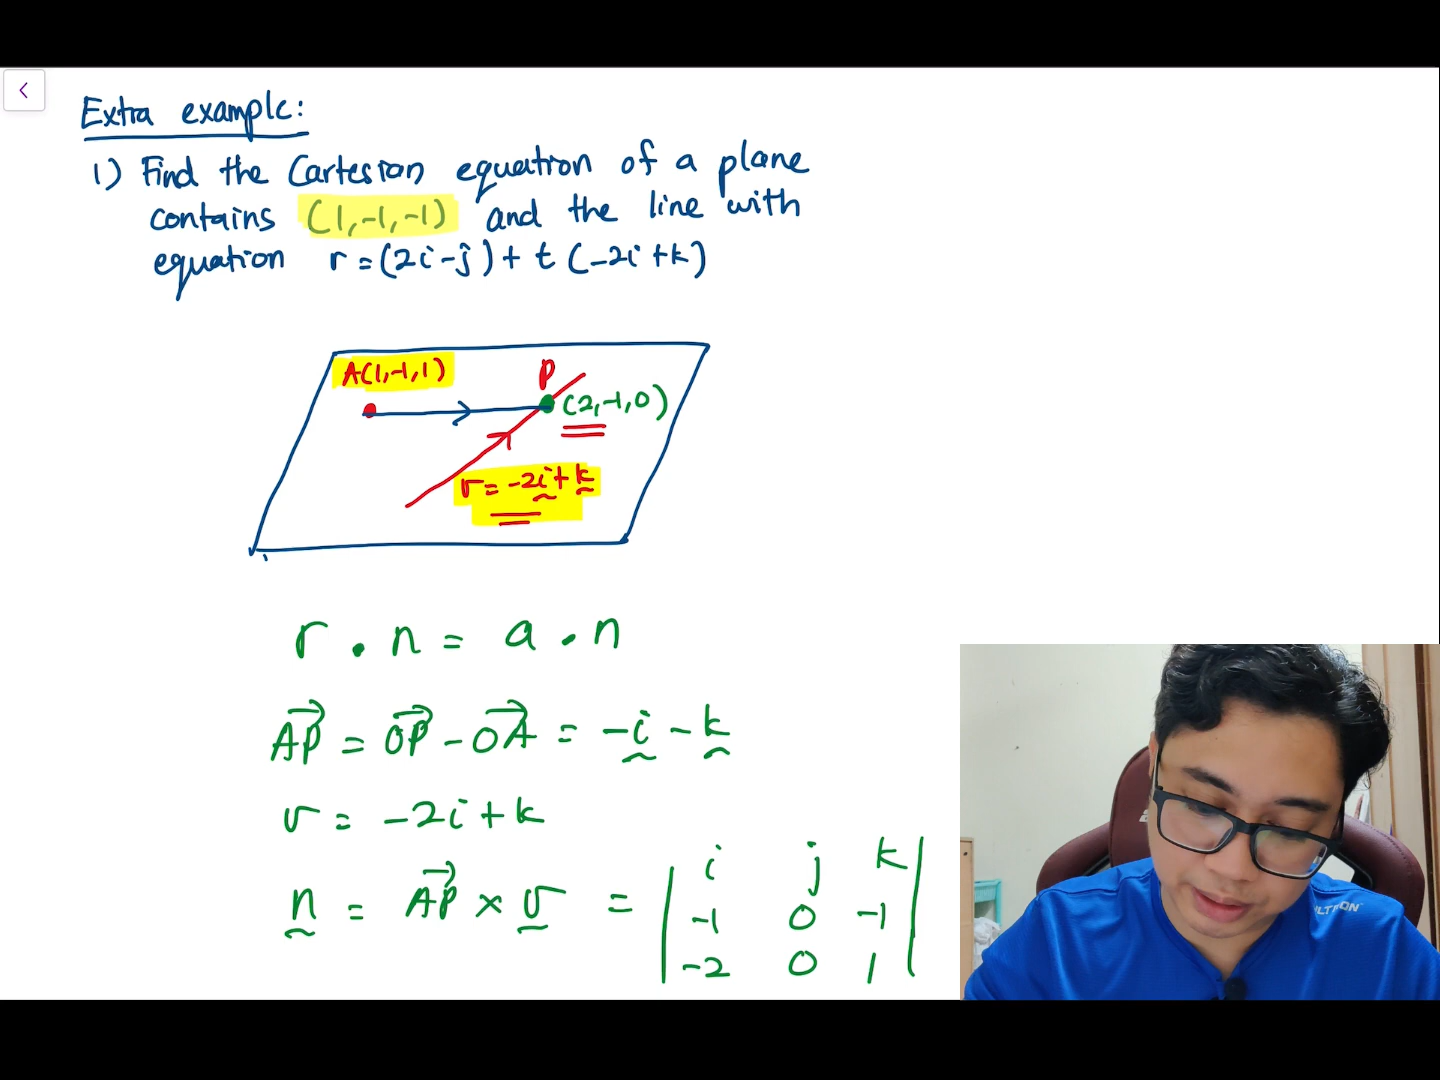 Extra example:
1) Find the Cartesian equation of a plane
contains (1,-1,-1) and the line with
equation r = (2i-j) + t (-2i+k)
A(1,-1,1)
P
(2,-1,0)
v = -2i + k
r . n = a . n
AP = OP - OA = -i - k
v = -2i + k
n = AP × v = | i j k |
-1 0 -1
-2 0 1